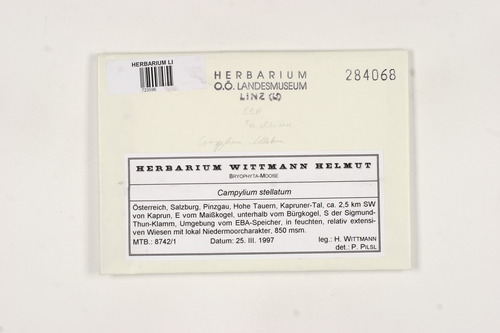 HERBARIUM LI
HERBARIUM
O.Ö. LANDESMUSEUM
LINZ (LI)
284068
Campylium stellatum
HERBARIUM WITTMANN HELMUT
BRYOPHYTA-MOOSE
Campylium stellatum
Österreich, Salzburg, Pinzgau, Hohe Tauern, Kapruner-Tal, ca. 2,5 km SW
von Kaprun, E vom Maißkogel, unterhalb vom Bürgkogel, S der Sigmund-
Thun-Klamm, Umgebung vom EBA-Speicher, in feuchten, relativ extensi-
ven Wiesen mit lokal Niedermoorcharakter, 850 msm.
MTB.: 8742/1 Datum: 25. III. 1997 leg.: H. WITTMANN
det.: P. PILSL